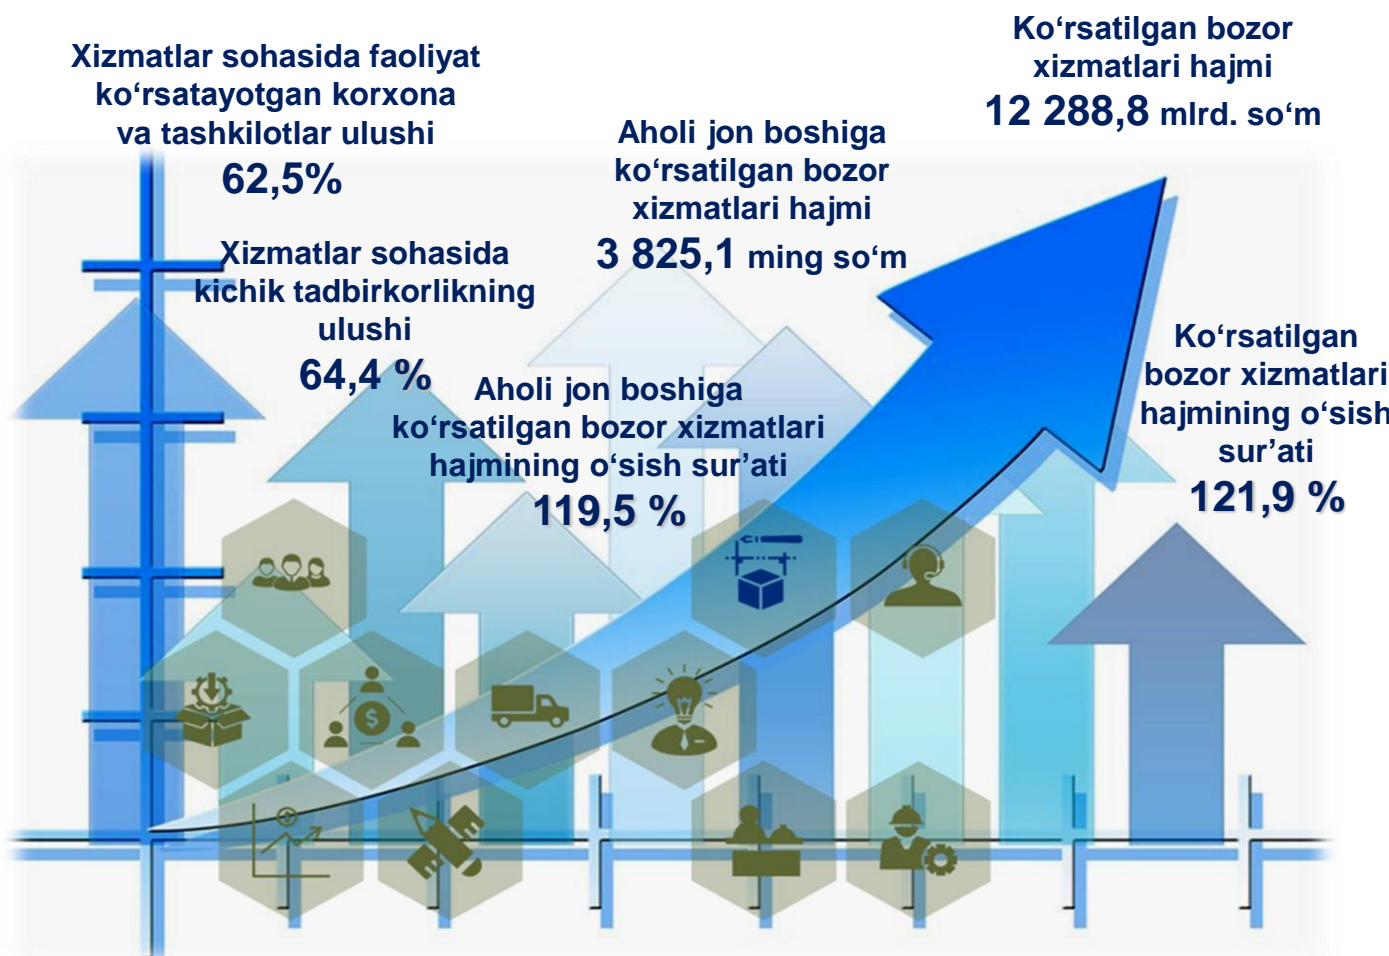 Xizmatlar sohasida faoliyat
ko‘rsatayotgan korxona
va tashkilotlar ulushi
62,5%
Xizmatlar sohasida
kichik tadbirkorlikning
ulushi
64,4 %
Aholi jon boshiga
ko‘rsatilgan bozor
xizmatlari hajmi
3 825,1 ming so‘m
Aholi jon boshiga
ko‘rsatilgan bozor xizmatlari
hajmining o‘sish sur’ati
119,5 %
Ko‘rsatilgan bozor
xizmatlari hajmi
12 288,8 mlrd. so‘m
Ko‘rsatilgan
bozor xizmatlari
hajmining o‘sish
sur’ati
121,9 %